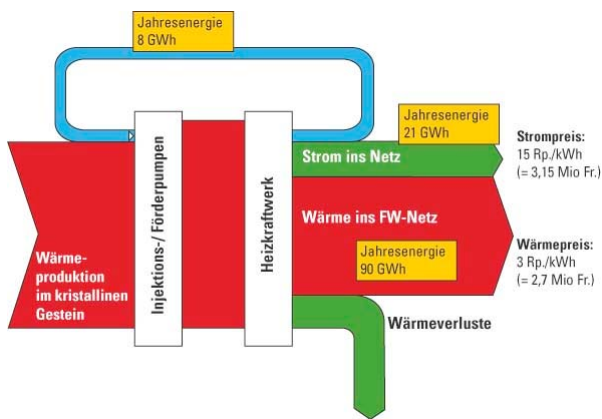 Jahresenergie
8 GWh
Jahresenergie
21 GWh
Strompreis:
15 Rp./kWh
(= 3,15 Mio Fr.)
Strom ins Netz
Injektions-/ Förderpumpen
Heizkraftwerk
Wärme ins FW-Netz
Wärmepreis:
3 Rp./kWh
(= 2,7 Mio Fr.)
Jahresenergie
90 GWh
Wärme-
produktion
im kristallinen
Gestein
Wärmeverluste